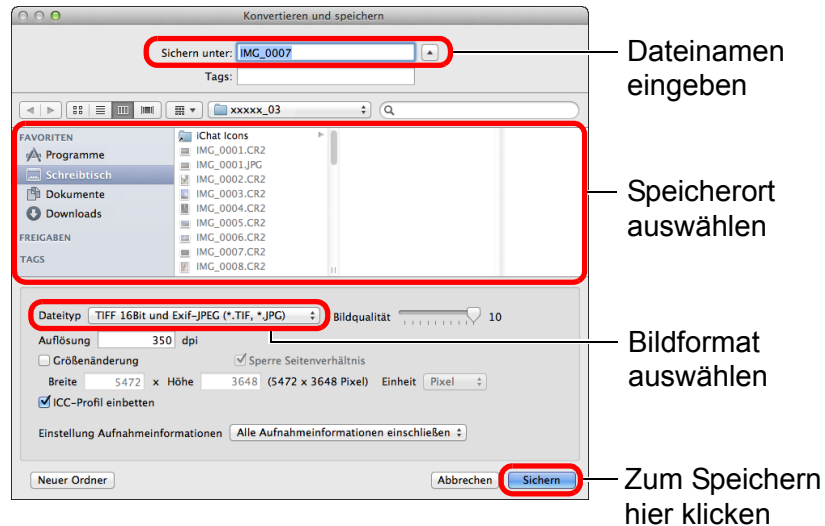 Konvertieren und speichern
Sichern unter: IMG_0007
Dateinamen
eingeben
Tags:
xxxxx_03
FAVORITEN
Programme
Schreibtisch
Dokumente
Downloads
FREIGABEN
TAGS
iChat Icons
IMG_0001.CR2
IMG_0001.JPG
IMG_0002.CR2
IMG_0003.CR2
IMG_0004.CR2
IMG_0005.CR2
IMG_0006.CR2
IMG_0007.CR2
IMG_0008.CR2
Speicherort
auswählen
Dateityp TIFF 16Bit und Exif-JPEG (*.TIF, *.JPG) Bildqualität 10
Auflösung 350 dpi
Größenänderung Sperre Seitenverhältnis
Breite 5472 x Höhe 3648 (5472 x 3648 Pixel) Einheit Pixel
ICC-Profil einbetten
Einstellung Aufnahmeinformationen Alle Aufnahmeinformationen einschließen
Bildformat
auswählen
Neuer Ordner Abbrechen Sichern
Zum Speichern
hier klicken